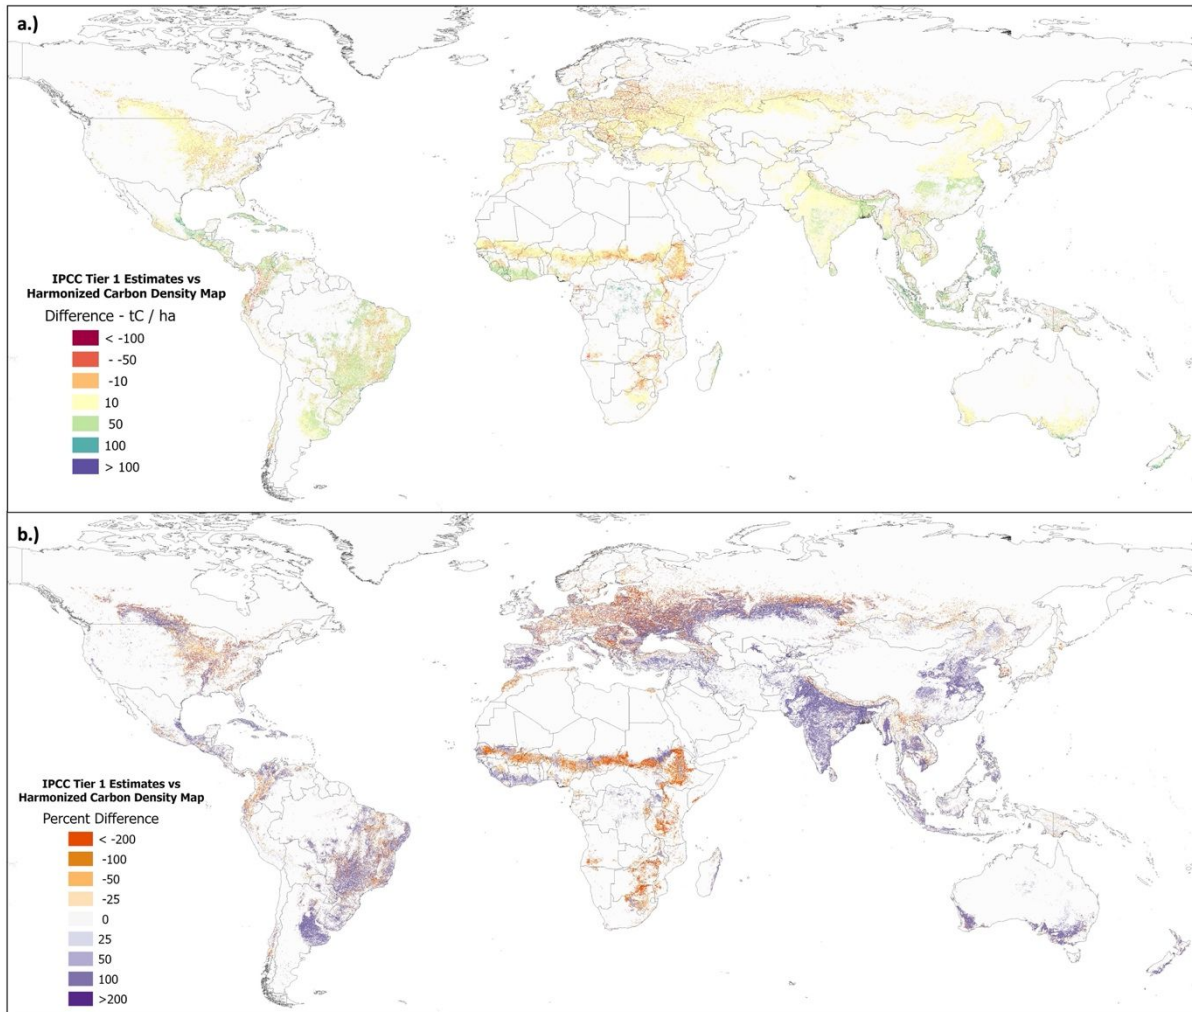 a.)
IPCC Tier 1 Estimates vs
Harmonized Carbon Density Map
Difference - tC / ha
< -100
- -50
-10
10
50
100
> 100
b.)
IPCC Tier 1 Estimates vs
Harmonized Carbon Density Map
Percent Difference
< -200
-100
-50
-25
0
25
50
100
>200